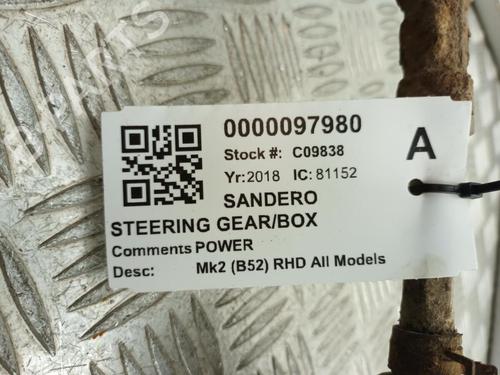 0000097980
Stock #: C09838
Yr:2018 IC:81152
A
SANDERO
STEERING GEAR/BOX
Comments POWER
Desc: Mk2 (B52) RHD All Models